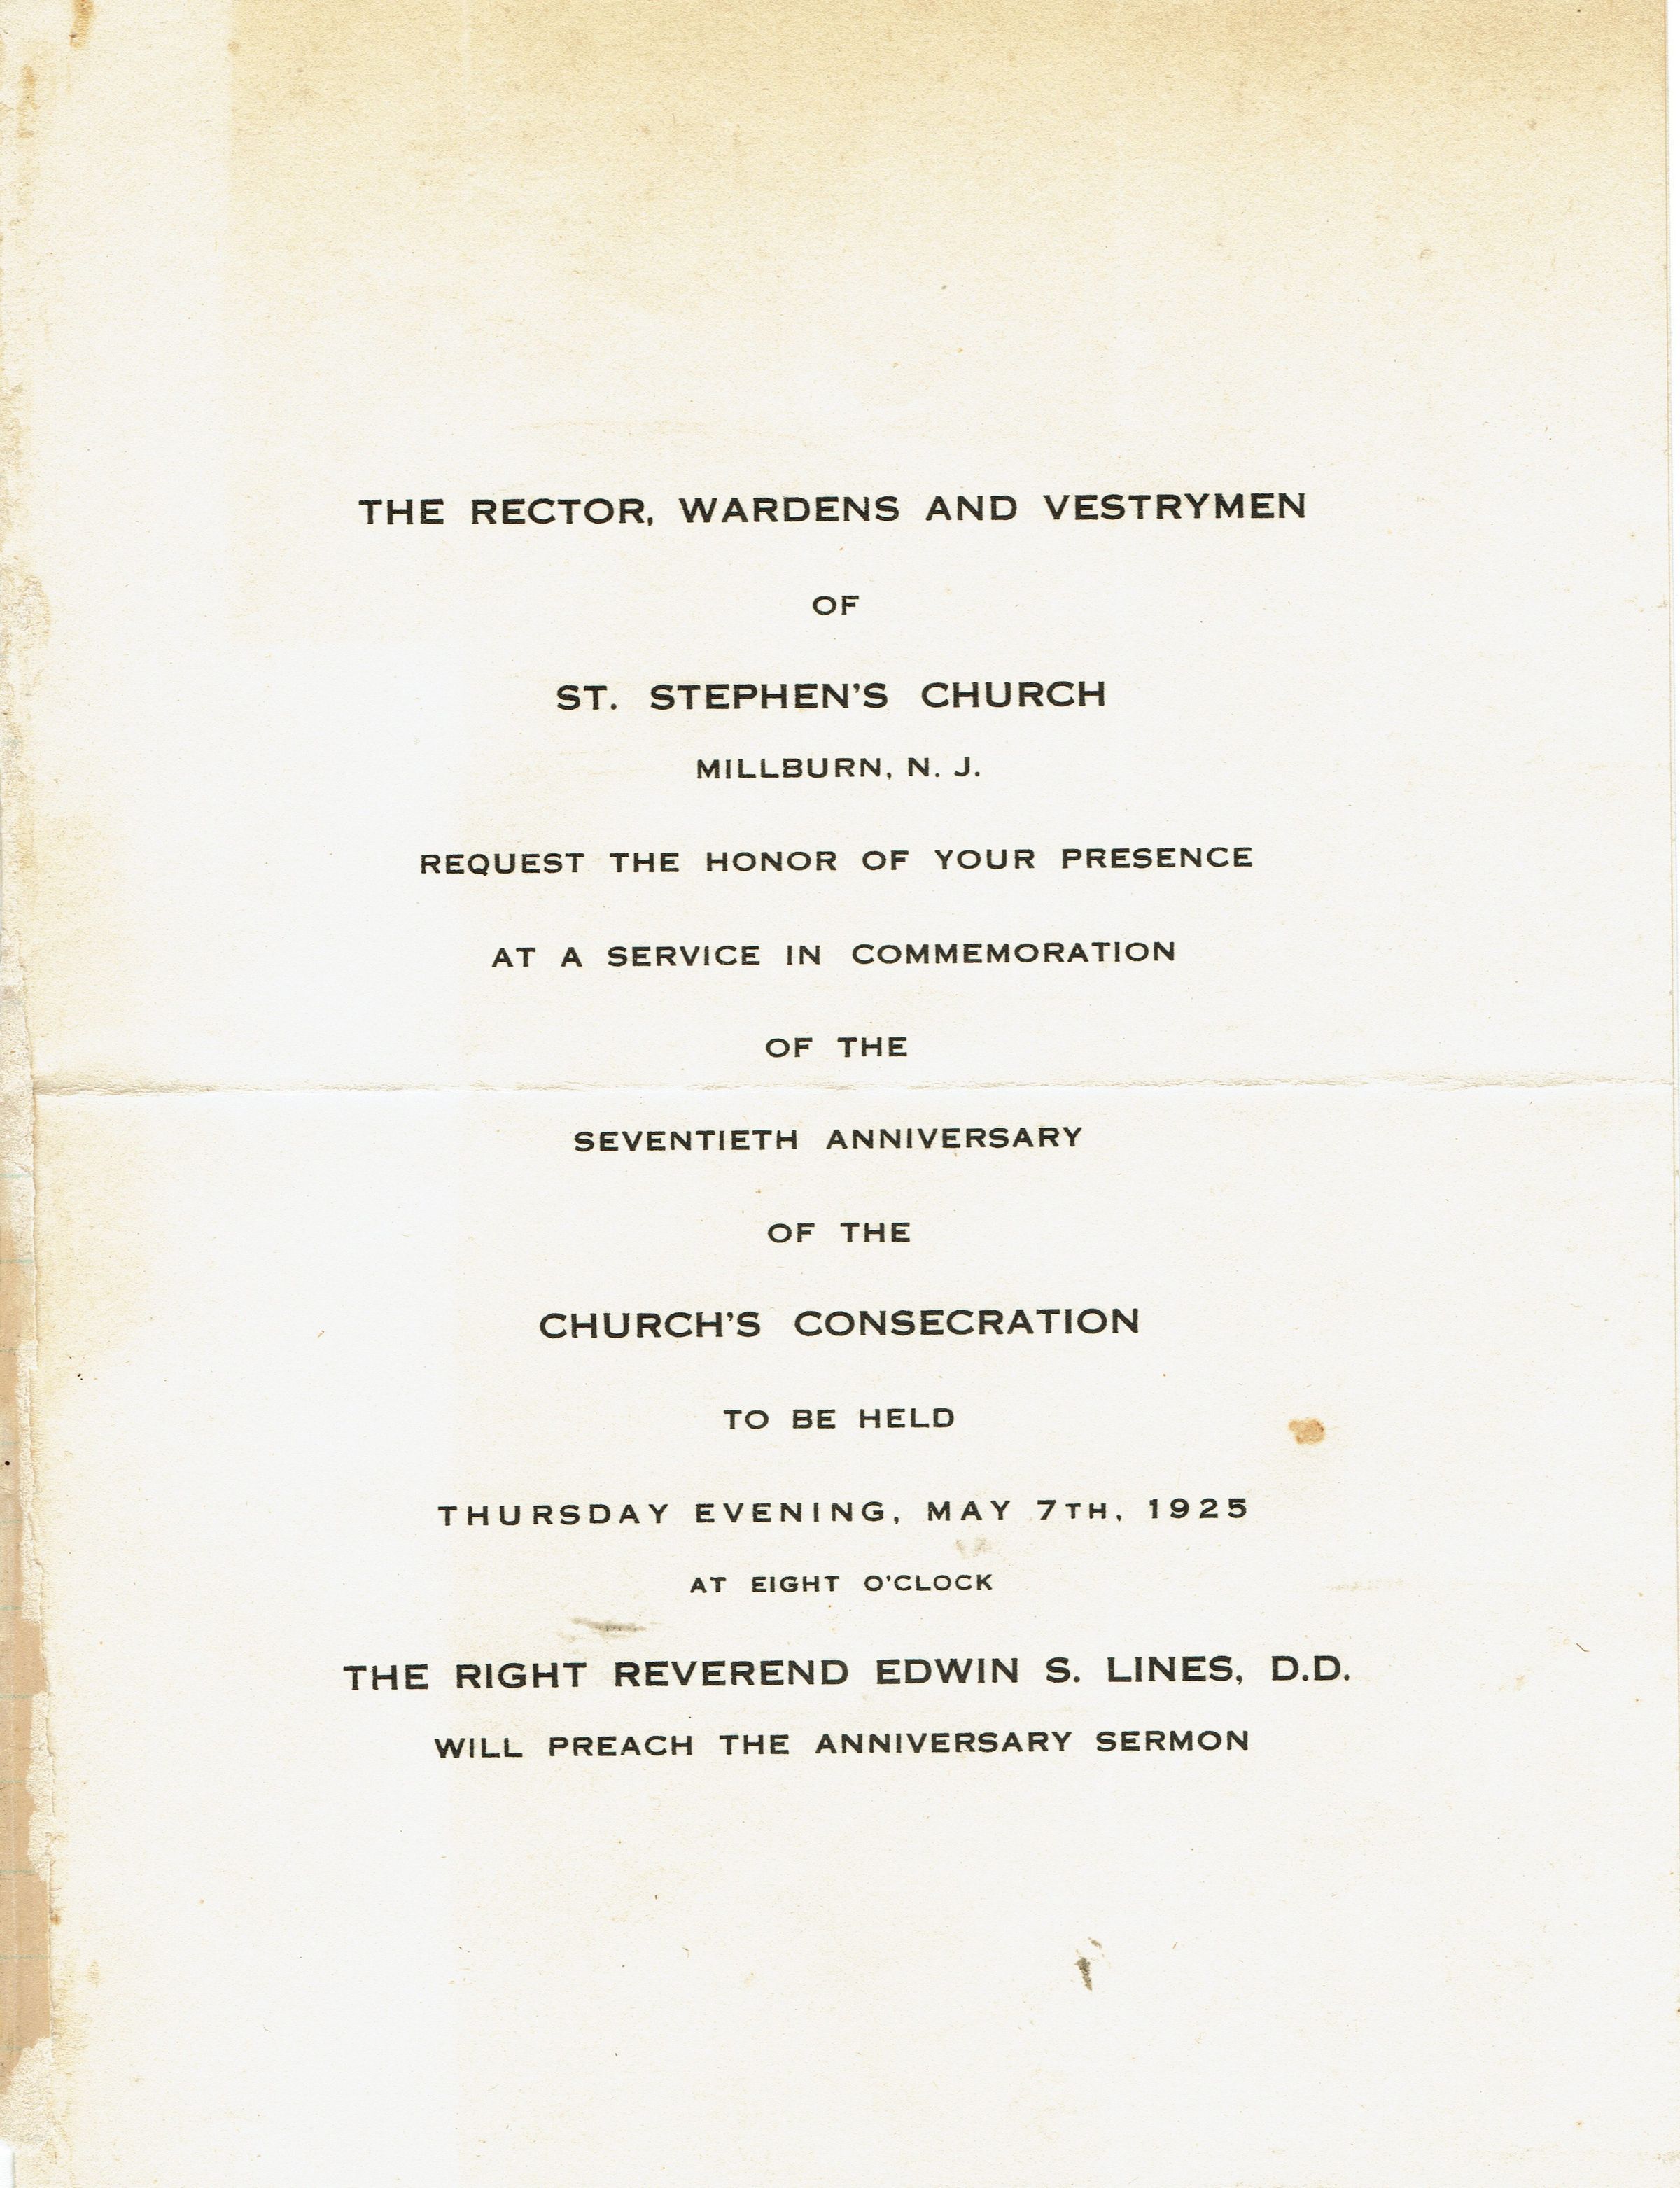 THE RECTOR, WARDENS AND VESTRYMEN
OF
ST. STEPHEN'S CHURCH
MILLBURN, N. J.
REQUEST THE HONOR OF YOUR PRESENCE
AT A SERVICE IN COMMEMORATION
OF THE
SEVENTIETH ANNIVERSARY
OF THE
CHURCH'S CONSECRATION
TO BE HELD
THURSDAY EVENING, MAY 7TH, 1925
AT EIGHT O'CLOCK
THE RIGHT REVEREND EDWIN S. LINES, D.D.
WILL PREACH THE ANNIVERSARY SERMON